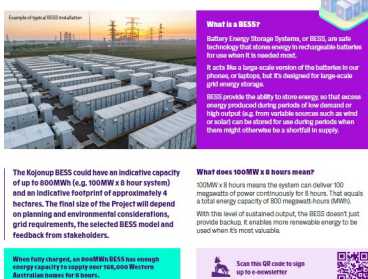 Example of typical BESS installation
What is a BESS?
Battery Energy Storage Systems, or BESS, are safe
technology that stores energy in rechargeable batteries
for use when it is needed most.
It acts like a large-scale version of the batteries in our
phones, or laptops, but it's designed for large-scale
grid energy storage.
BESS provide the ability to store energy, so that excess
energy produced during periods of low demand or
high output (e.g. from variable sources such as wind
or solar) can be stored for use during periods when
there might otherwise be a shortfall in supply.
The Kojonup BESS could have an indicative capacity
of up to 800MWh (e.g. 100MW x 8 hour system)
and an indicative footprint of approximately 4
hectares. The final size of the Project will depend
on planning and environmental considerations,
grid requirements, the selected BESS model and
feedback from stakeholders.
What does 100MW x 8 hours mean?
100MW x 8 hours means the system can deliver 100
megawatts of power continuously for 8 hours. That equals
a total energy capacity of 800 megawatt-hours (MWh).
With this level of sustained output, the BESS doesn't just
provide backup, it enables more renewable energy to be
used when it's most valuable.
When fully charged, an 800MWh BESS has enough
energy capacity to supply over 168,000 Western
Australian homes for 8 hours.
Scan this QR code to sign
up to e-newsletter